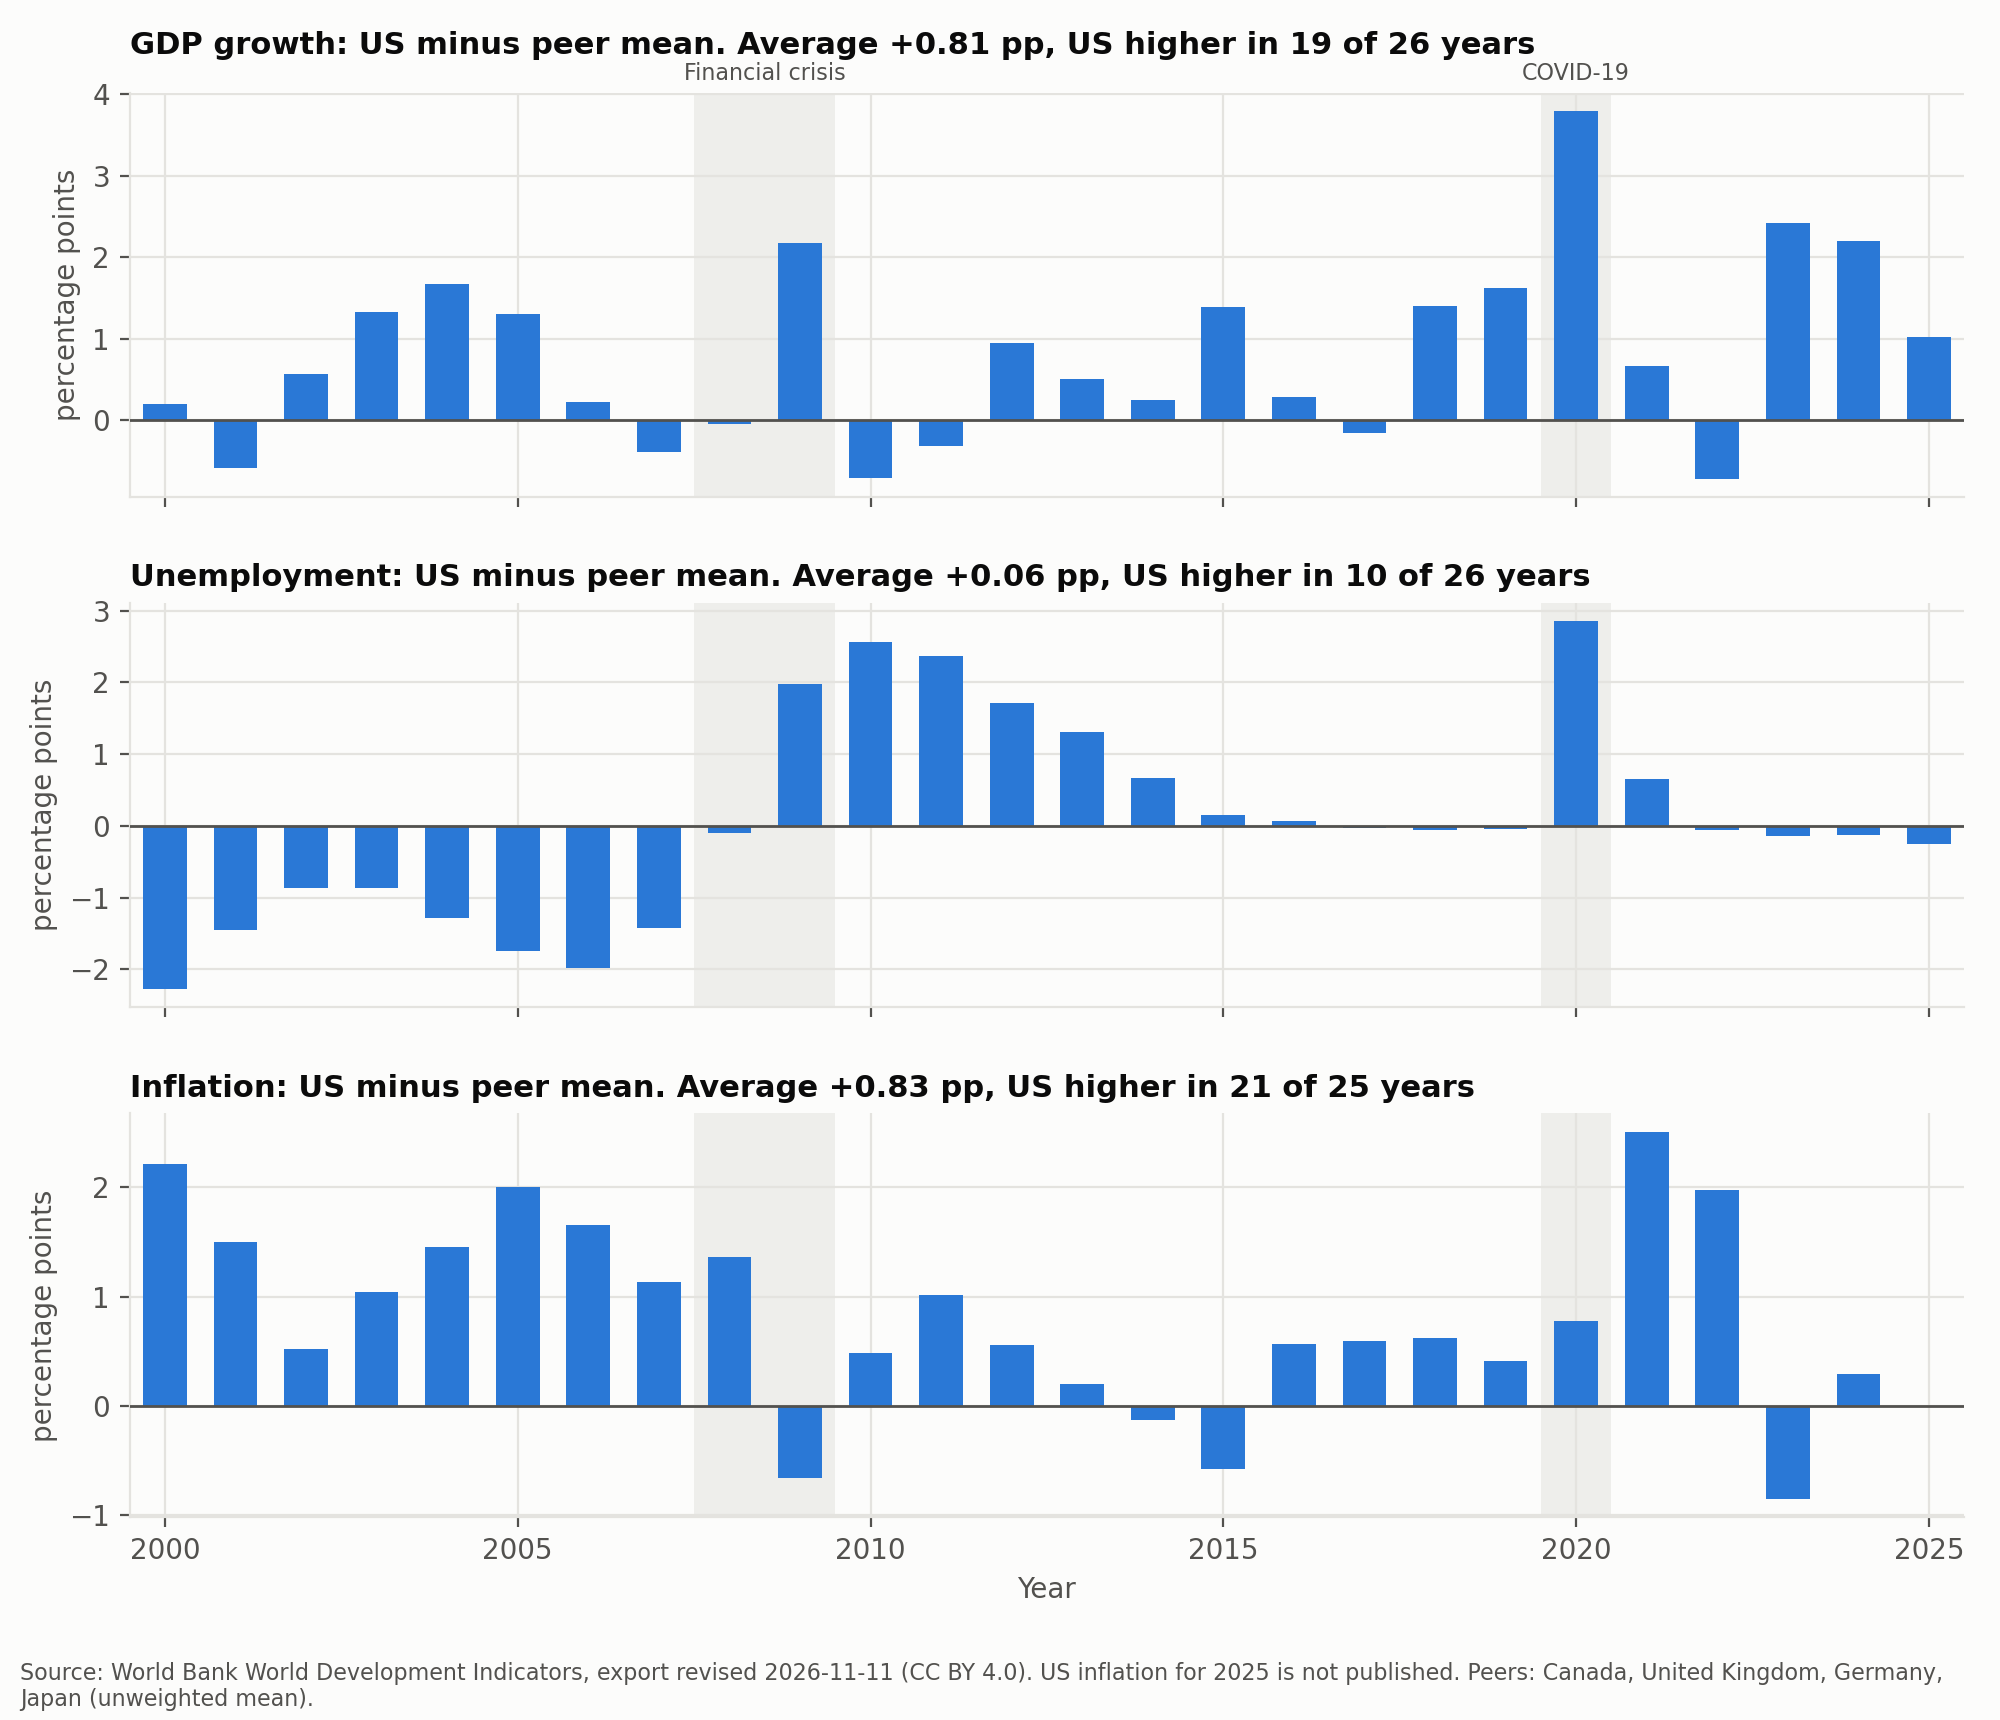 GDP growth: US minus peer mean. Average +0.81 pp, US higher in 19 of 26 years
Financial crisis
COVID-19
4
3
2
1
0
percentage points
Unemployment: US minus peer mean. Average +0.06 pp, US higher in 10 of 26 years
3
2
1
0
−1
−2
percentage points
Inflation: US minus peer mean. Average +0.83 pp, US higher in 21 of 25 years
2
1
0
−1
percentage points
2000 2005 2010 2015 2020 2025
Year
Source: World Bank World Development Indicators, export revised 2026-11-11 (CC BY 4.0). US inflation for 2025 is not published. Peers: Canada, United Kingdom, Germany,
Japan (unweighted mean).